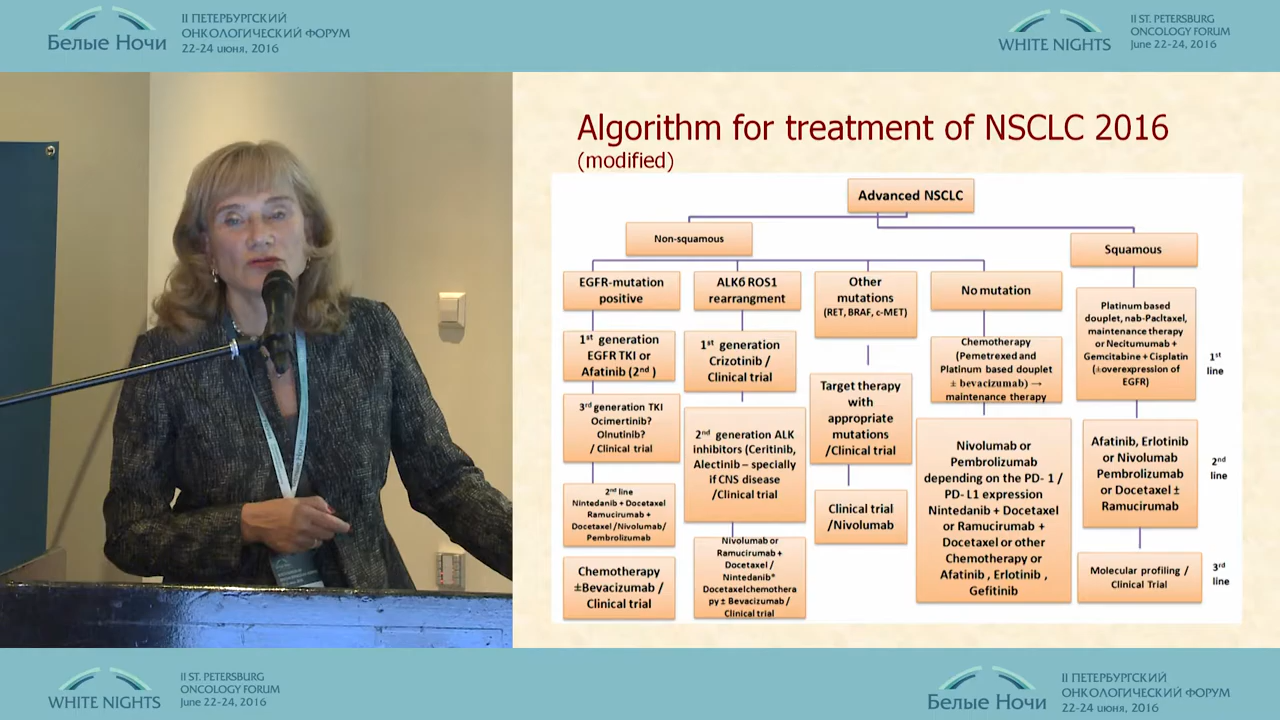 Белые Ночи
II ПЕТЕРБУРГСКИЙ
ОНКОЛОГИЧЕСКИЙ ФОРУМ
22-24 июня, 2016
WHITE NIGHTS
II ST. PETERSBURG
ONCOLOGY FORUM
June 22-24, 2016
Algorithm for treatment of NSCLC 2016
(modified)
Advanced NSCLC
Non-squamous
Squamous
EGFR-mutation
positive
ALK6 ROS1
rearrangment
Other
mutations
(RET, BRAF, c-MET)
No mutation
Platinum based
doublet, nab-Pacltaxel,
maintenance therapy
or Necitumumab +
Gemcitabine + Cisplatin
(±overexpression of
EGFR)
1st
line
1st generation
EGFR TKI or
Afatinib (2nd )
1st generation
Crizotinib /
Clinical trial
Target therapy
with
appropriate
mutations
/Clinical trial
Chemotherapy
(Pemetrexed and
Platinum based doublet
± bevacizumab) →
maintenance therapy
3rd generation TKI
Ocimertinib?
Olnutinib?
/ Clinical trial
2nd generation ALK
inhibitors (Ceritinib,
Alectinib – specially
if CNS disease
/Clinical trial
Nivolumab or
Pembrolizumab
depending on the PD- 1 /
PD- L1 expression
Nintedanib + Docetaxel
or Ramucirumab +
Docetaxel or other
Chemotherapy or
Afatinib , Erlotinib ,
Gefitinib
Afatinib, Erlotinib
or Nivolumab
Pembrolizumab
or Docetaxel ±
Ramucirumab
2nd
line
2nd line
Nintedanib + Docetaxel
Ramucirumab +
Docetaxel /Nivolumab/
Pembrolizumab
Clinical trial
/Nivolumab
Nivolumab or
Ramucirumab +
Docetaxel /
Nintedanib*
Docetaxelchemothera
py ± Bevacizumab /
Clinical trial
Chemotherapy
±Bevacizumab /
Clinical trial
Molecular profiling /
Clinical Trial
3rd
line
WHITE NIGHTS
II ST. PETERSBURG
ONCOLOGY FORUM
June 22-24, 2016
Белые Ночи
II ПЕТЕРБУРГСКИЙ
ОНКОЛОГИЧЕСКИЙ ФОРУМ
22-24 июня, 2016